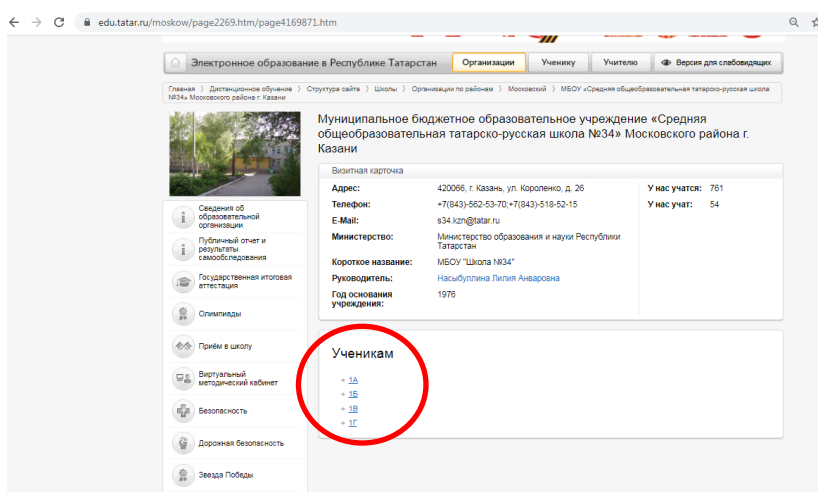 edu.tatar.ru/moskow/page2269.htm/page4169871.htm
Электронное образование в Республике Татарстан Организации Ученику Учителю Версия для слабовидящих
Главная > Дистанционное обучение > Структура сайта > Школы > Организации по районам > Московский > МБОУ «Средняя общеобразовательная татарско-русская школа
№34» Московского района г. Казани
Муниципальное бюджетное образовательное учреждение «Средняя
общеобразовательная татарско-русская школа №34» Московского района г.
Казани
Визитная карточка
Адрес: 420066, г. Казань, ул. Короленко, д. 26 У нас учатся: 761
Телефон: +7(843)-562-53-70;+7(843)-518-52-15 У нас учат: 54
E-Mail: s34.kzn@tatar.ru
Министерство: Министерство образования и науки Республики
Татарстан
Короткое название: МБОУ "Школа №34"
Руководитель: Насыбуллина Лилия Анваровна
Год основания 1976
учреждения:
Сведения об
образовательной
организации
Публичный отчет и
результаты
самообследования
Государственная итоговая
аттестация
Олимпиады
Приём в школу
Виртуальный
методический кабинет
Безопасность
Дорожная безопасность
Звезда Победы
Ученикам
1А
1Б
1В
1Г